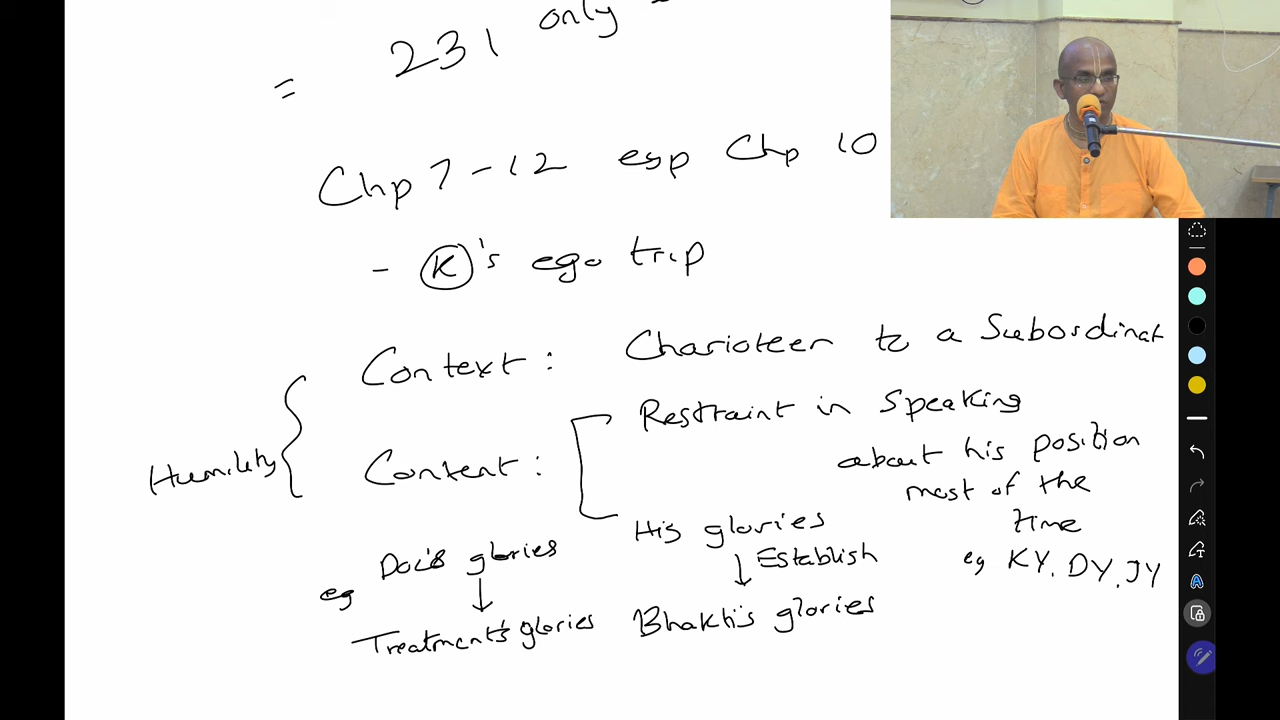 = 231 only
Chp 7-12 esp Chp 10
- K's ego trip
Context: Charioteer to a Subordinat
Humility
Content: Restraint in speaking
about his position
most of the
time
eg KY, DY, JY
His glories
↓ Establish
Bhakti's glories
eg Doc's glories
↓
Treatment's glories